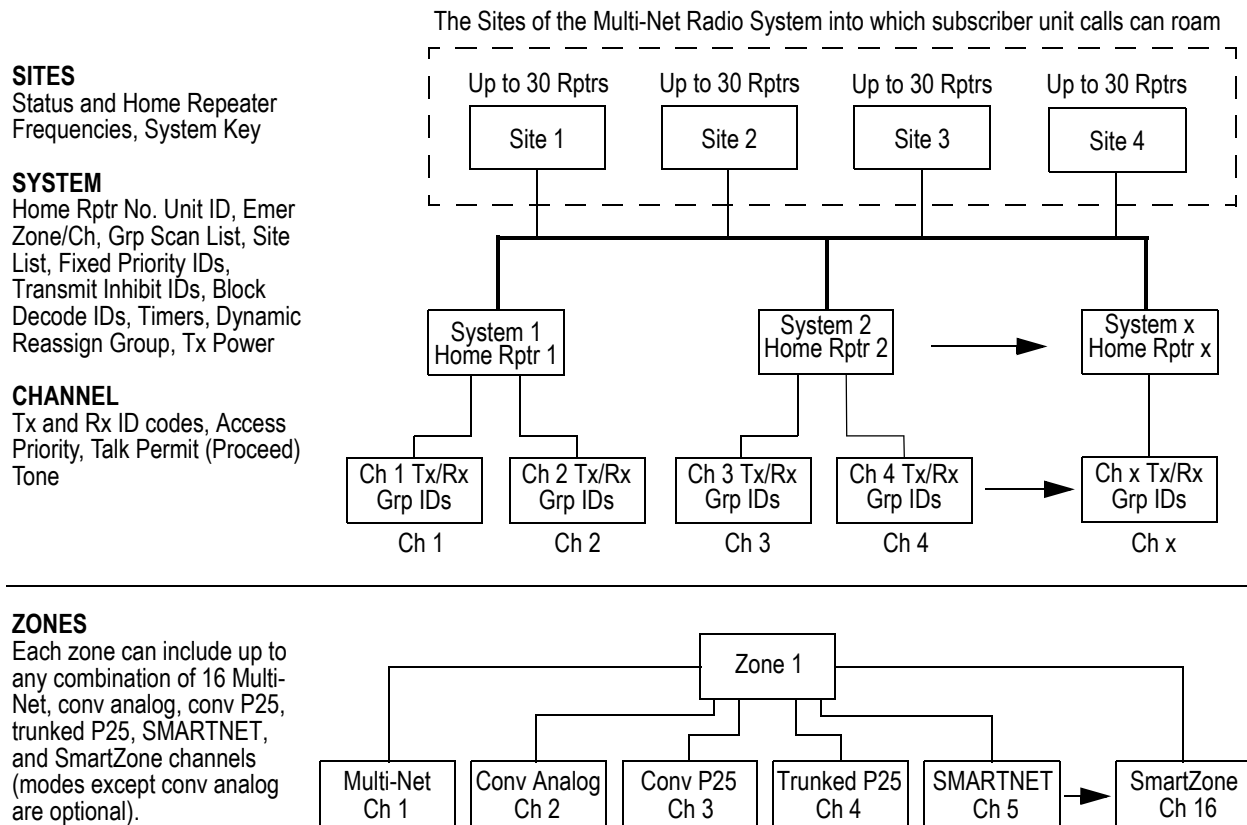 The Sites of the Multi-Net Radio System into which subscriber unit calls can roam
SITES
Status and Home Repeater
Frequencies, System Key
Up to 30 Rptrs
Up to 30 Rptrs
Up to 30 Rptrs
Up to 30 Rptrs
Site 1
Site 2
Site 3
Site 4
SYSTEM
Home Rptr No. Unit ID, Emer
Zone/Ch, Grp Scan List, Site
List, Fixed Priority IDs,
Transmit Inhibit IDs, Block
Decode IDs, Timers, Dynamic
Reassign Group, Tx Power
System 1
Home Rptr 1
System 2
Home Rptr 2
System x
Home Rptr x
CHANNEL
Tx and Rx ID codes, Access
Priority, Talk Permit (Proceed)
Tone
Ch 1 Tx/Rx
Grp IDs
Ch 2 Tx/Rx
Grp IDs
Ch 3 Tx/Rx
Grp IDs
Ch 4 Tx/Rx
Grp IDs
Ch x Tx/Rx
Grp IDs
Ch 1
Ch 2
Ch 3
Ch 4
Ch x
ZONES
Each zone can include up to
any combination of 16 Multi-
Net, conv analog, conv P25,
trunked P25, SMARTNET,
and SmartZone channels
(modes except conv analog
are optional).
Zone 1
Multi-Net
Ch 1
Conv Analog
Ch 2
Conv P25
Ch 3
Trunked P25
Ch 4
SMARTNET
Ch 5
SmartZone
Ch 16